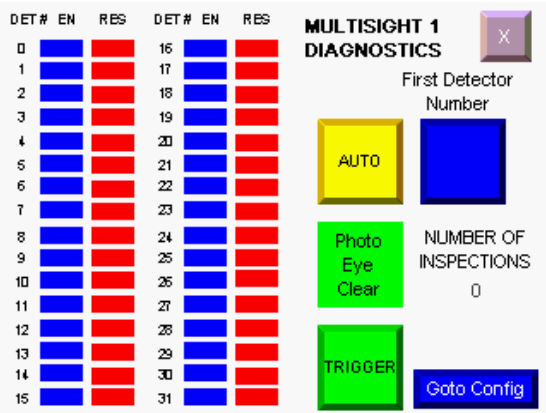 DET# EN RES DET# EN RES
MULTISIGHT 1
DIAGNOSTICS
X
First Detector
Number
0 16
1 17
2 18
3 19
4 20
5 21
6 22
7 23
8 24
9 25
10 26
11 27
12 28
13 29
14 30
15 31
AUTO
Photo
Eye
Clear
NUMBER OF
INSPECTIONS
0
TRIGGER
Goto Config